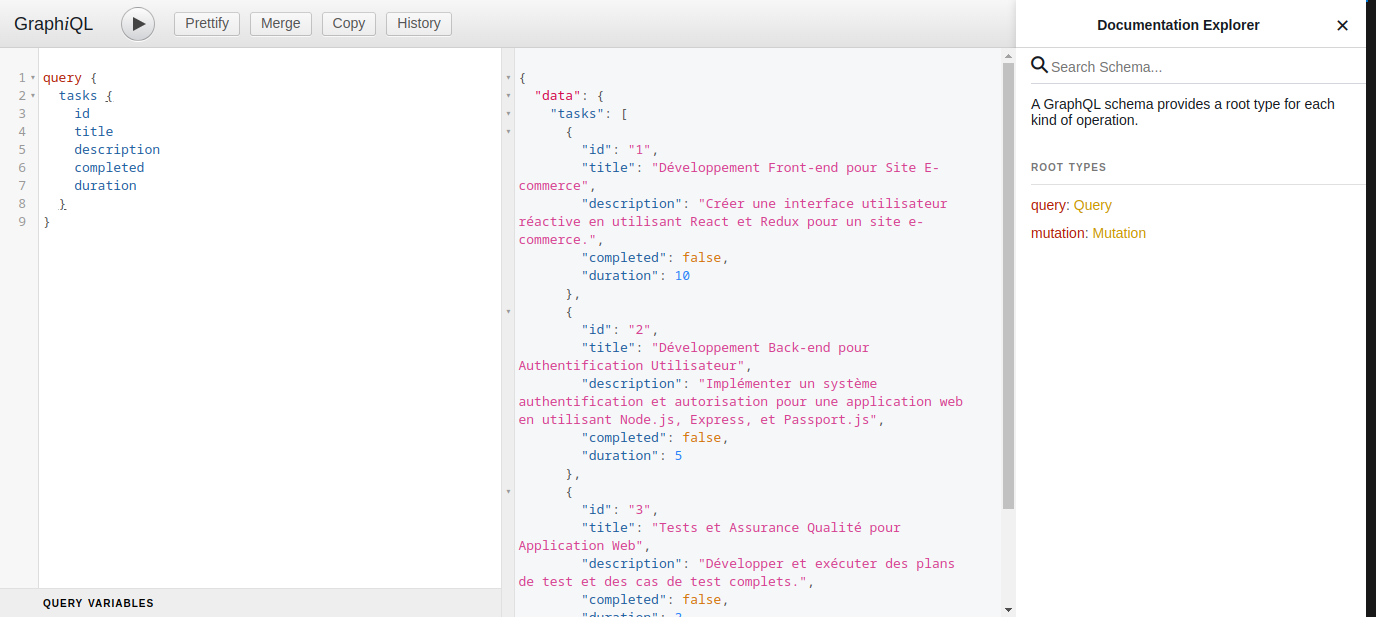 GraphiQL
Prettify
Merge
Copy
History
1 query {
2 tasks {
3 id
4 title
5 description
6 completed
7 duration
8 }
9 }
QUERY VARIABLES
{
"data": {
"tasks": [
{
"id": "1",
"title": "Développement Front-end pour Site E-
commerce",
"description": "Créer une interface utilisateur
réactive en utilisant React et Redux pour un site e-
commerce.",
"completed": false,
"duration": 10
},
{
"id": "2",
"title": "Développement Back-end pour
Authentification Utilisateur",
"description": "Implémenter un système
authentification et autorisation pour une application web
en utilisant Node.js, Express, et Passport.js",
"completed": false,
"duration": 5
},
{
"id": "3",
"title": "Tests et Assurance Qualité pour
Application Web",
"description": "Développer et exécuter des plans
de test et des cas de test complets.",
"completed": false,
"duration":
Documentation Explorer
Search Schema...
A GraphQL schema provides a root type for each
kind of operation.
ROOT TYPES
query: Query
mutation: Mutation